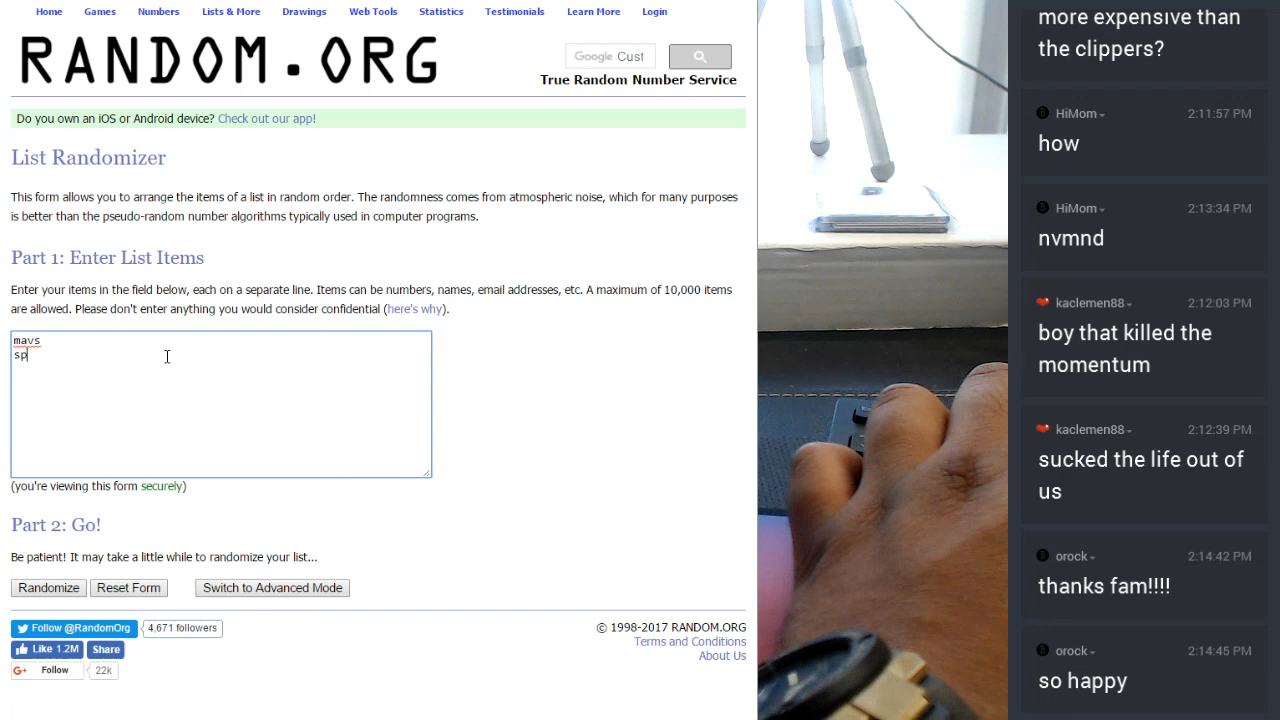 Home Games Numbers Lists & More Drawings Web Tools Statistics Testimonials Learn More Login
RANDOM.ORG
Google Cust
True Random Number Service
Do you own an iOS or Android device? Check out our app!
List Randomizer
This form allows you to arrange the items of a list in random order. The randomness comes from atmospheric noise, which for many purposes
is better than the pseudo-random number algorithms typically used in computer programs.
Part 1: Enter List Items
Enter your items in the field below, each on a separate line. Items can be numbers, names, email addresses, etc. A maximum of 10,000 items
are allowed. Please don't enter anything you would consider confidential (here's why).
mavs
sp
(you're viewing this form securely)
Part 2: Go!
Be patient! It may take a little while to randomize your list...
Randomize Reset Form Switch to Advanced Mode
Follow @RandomOrg 4,671 followers
Like 1.2M Share
G+ Follow 22k
© 1998-2017 RANDOM.ORG
Terms and Conditions
About Us
more expensive than
the clippers?
HiMom 2:11:57 PM
how
HiMom 2:13:34 PM
nvmnd
kaclemen88 2:12:03 PM
boy that killed the
momentum
kaclemen88 2:12:39 PM
sucked the life out of
us
orock 2:14:42 PM
thanks fam!!!!
orock 2:14:45 PM
so happy